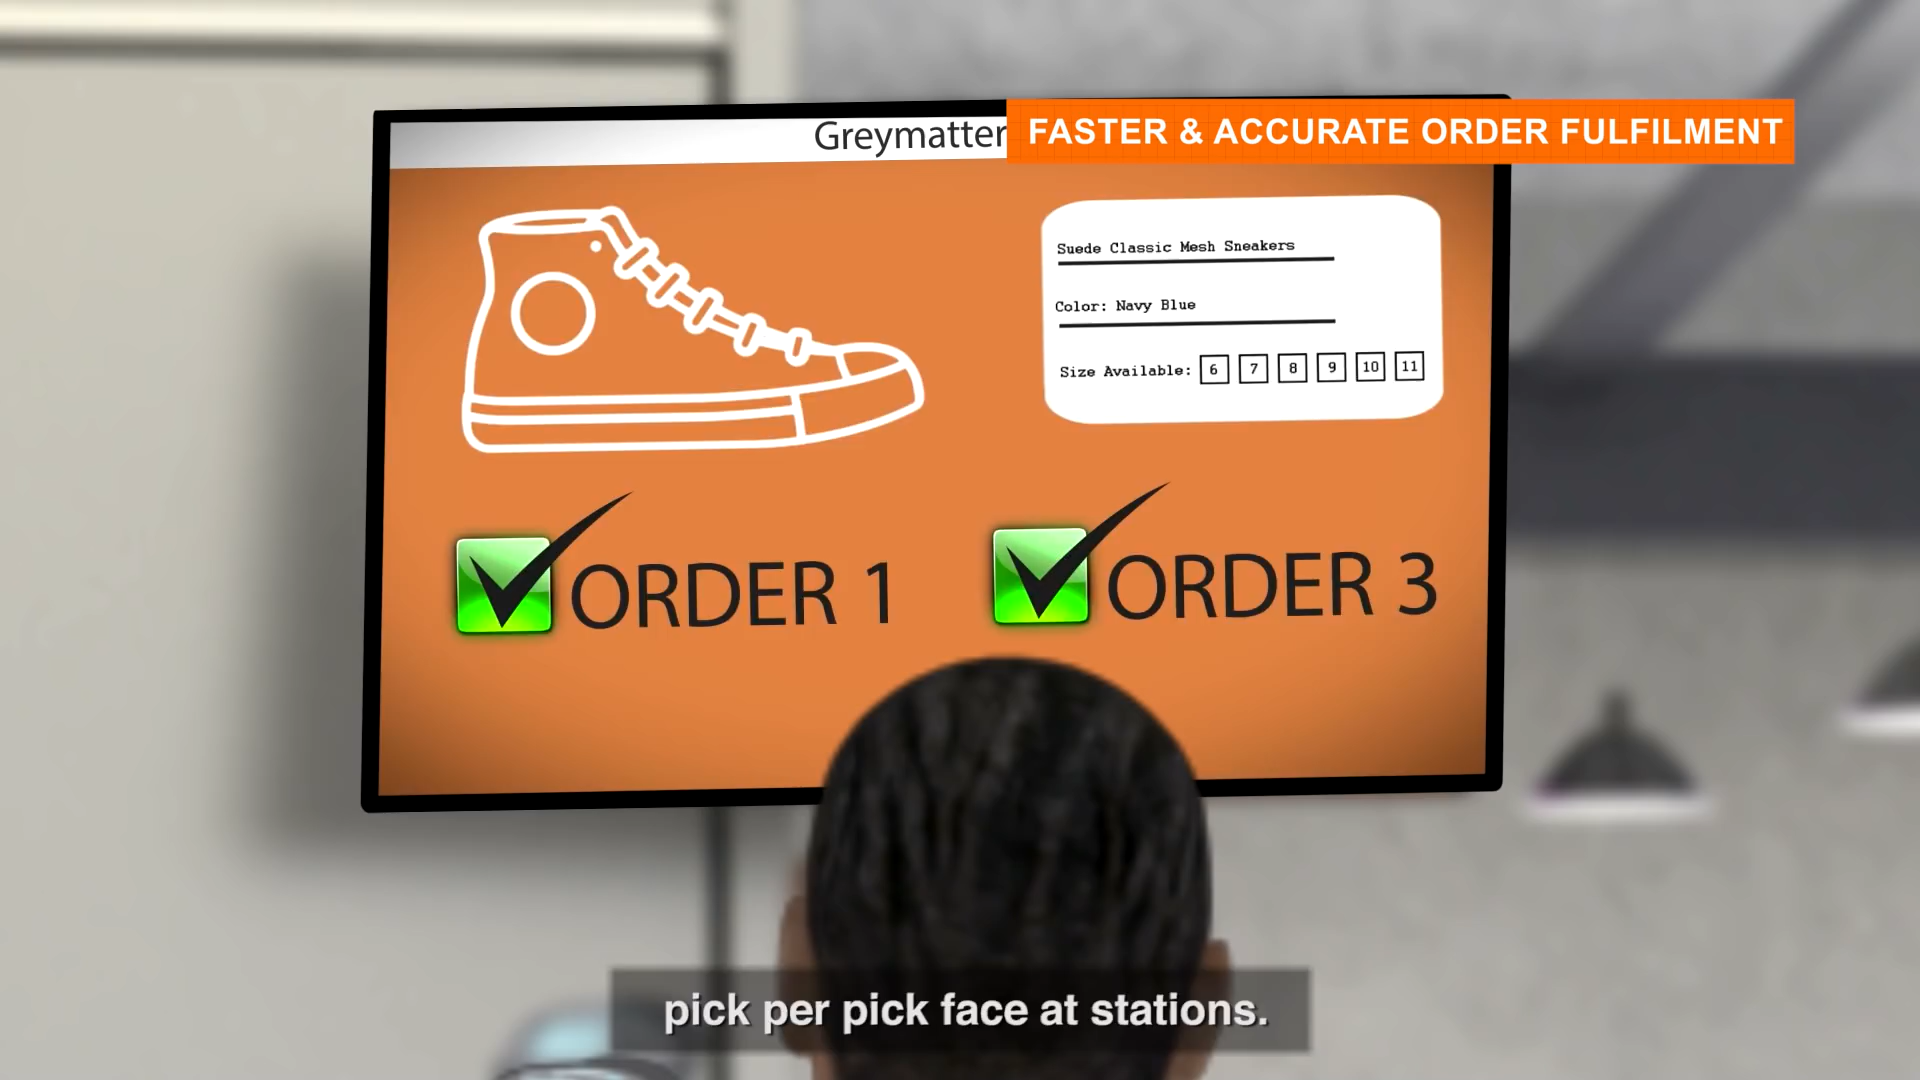 Greymatter
FASTER & ACCURATE ORDER FULFILMENT
Suede Classic Mesh Sneakers
Color: Navy Blue
Size Available: 6 7 8 9 10 11
ORDER 1
ORDER 3
pick per pick face at stations.